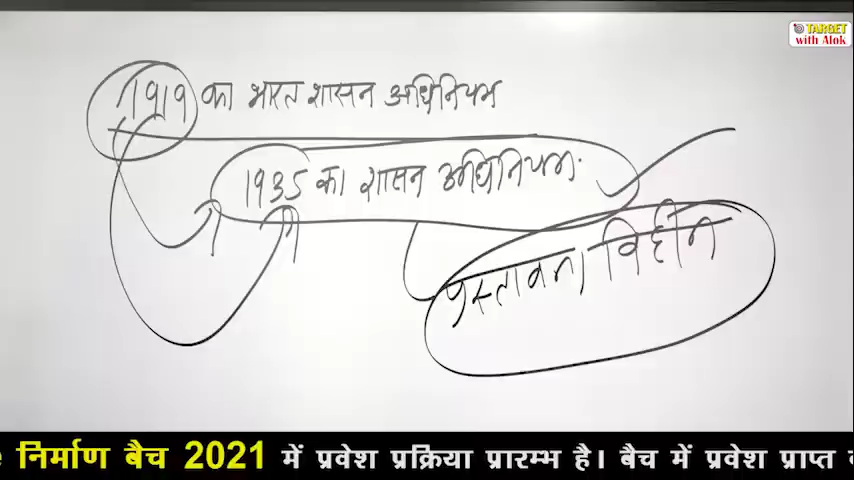 TARGET
with Alok
1919 का भारत शासन अधिनियम
1935 का शासन अधिनियम
प्रस्तावना विहीन
निर्माण बैच 2021 में प्रवेश प्रक्रिया प्रारम्भ है। बैच में प्रवेश प्राप्त